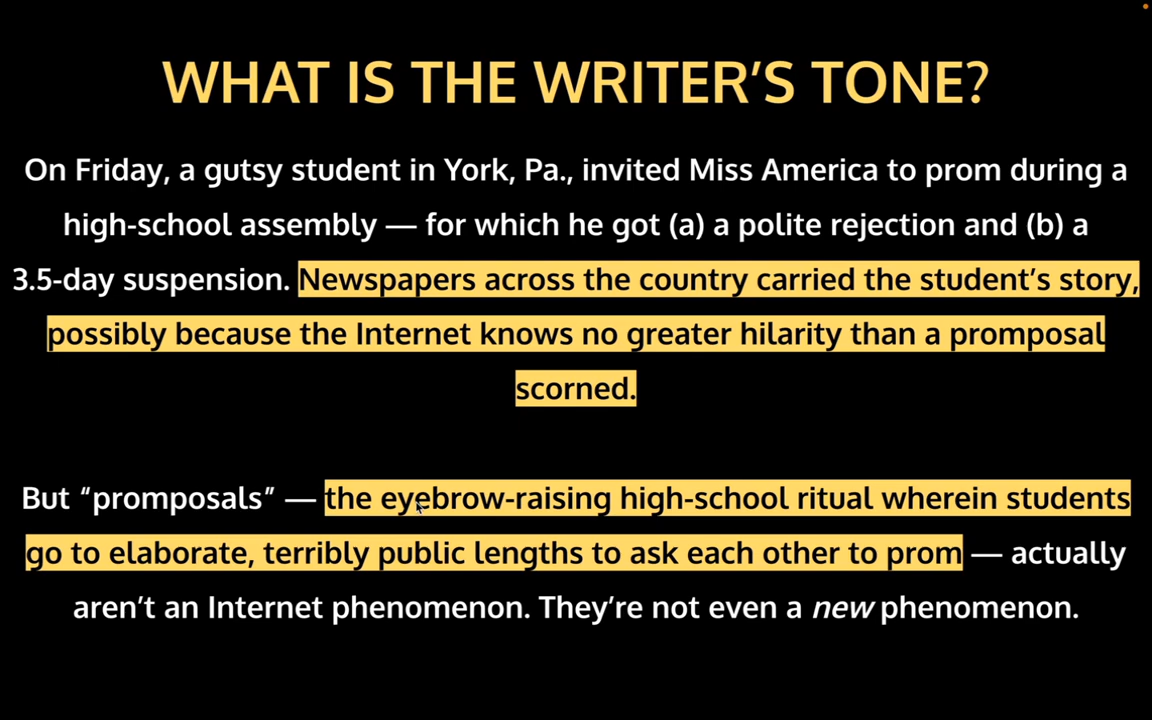 WHAT IS THE WRITER’S TONE?
On Friday, a gutsy student in York, Pa., invited Miss America to prom during a
high-school assembly — for which he got (a) a polite rejection and (b) a
3.5-day suspension. Newspapers across the country carried the student’s story,
possibly because the Internet knows no greater hilarity than a promposal
scorned.
But “promposals” — the eyebrow-raising high-school ritual wherein students
go to elaborate, terribly public lengths to ask each other to prom — actually
aren’t an Internet phenomenon. They’re not even a new phenomenon.